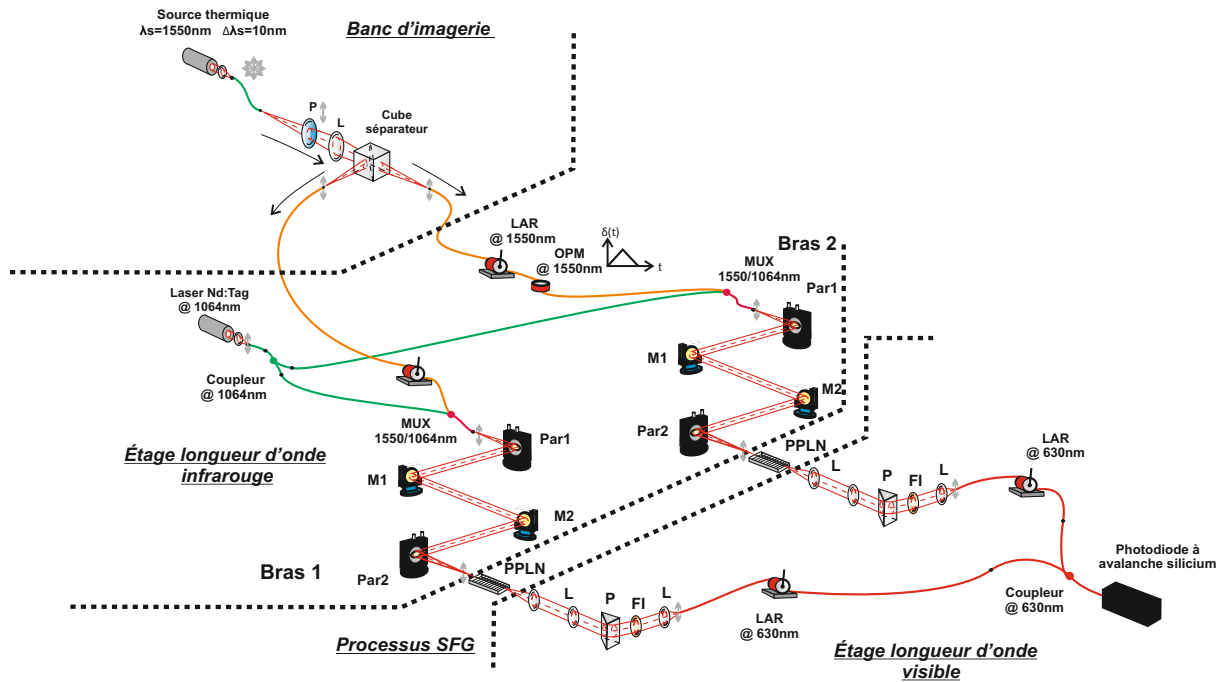 Source thermique
λs=1550nm Δλs=10nm
Banc d'imagerie
P
L
Cube
séparateur
LAR
@ 1550nm
OPM
@ 1550nm
δ(t)
t
Bras 2
MUX
1550/1064nm
Par1
M1
M2
Par2
PPLN
L
P
FI
L
LAR
@ 630nm
Laser Nd:Tag
@ 1064nm
Coupleur
@ 1064nm
MUX
1550/1064nm
Par1
Étage longueur d'onde
infrarouge
M1
M2
Bras 1
Par2
PPLN
L
P
FI
L
LAR
@ 630nm
Photodiode à
avalanche silicium
Coupleur
@ 630nm
Processus SFG
Étage longueur d'onde
visible